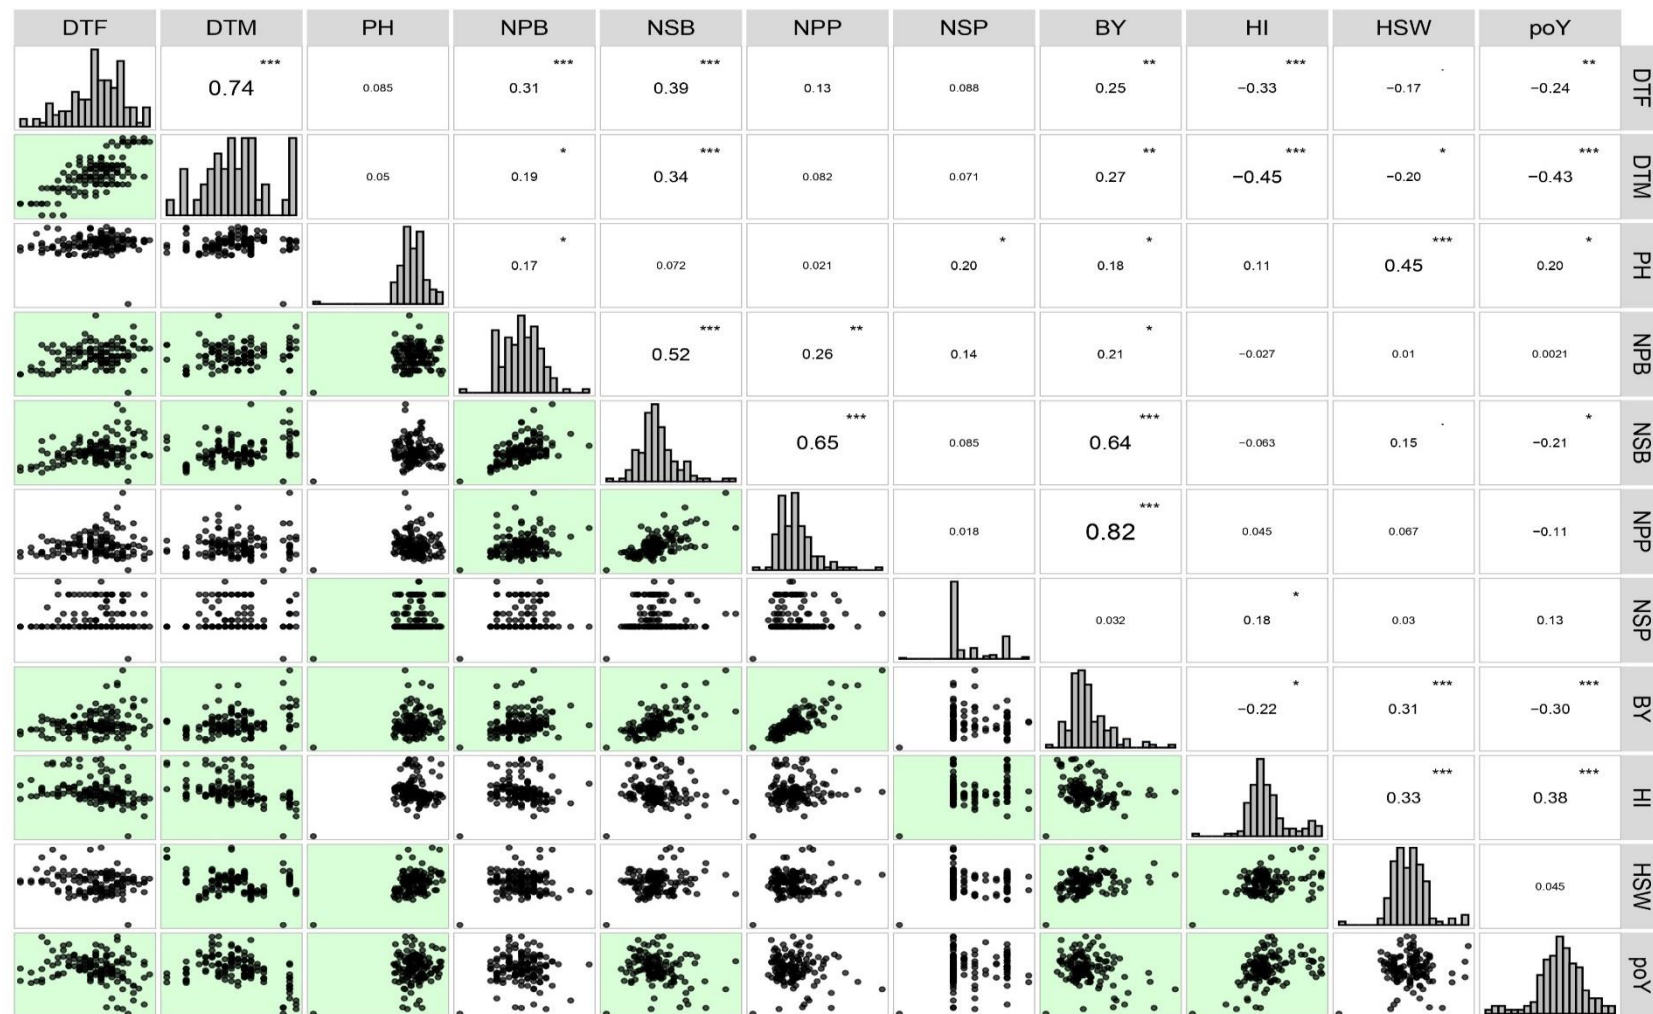 DTF DTM PH NPB NSB NPP NSP BY HI HSW poY
*** *** *** ** *** . **
0.74 0.085 0.31 0.39 0.13 0.088 0.25 −0.33 −0.17 −0.24 DTF
* *** ** *** * ***
0.05 0.19 0.34 0.082 0.071 0.27 −0.45 −0.20 −0.43 DTM
* * * *** *
0.17 0.072 0.021 0.20 0.18 0.11 0.45 0.20 PH
*** ** *
0.52 0.26 0.14 0.21 −0.027 0.01 0.0021 NPB
*** *** . *
0.65 0.085 0.64 −0.063 0.15 −0.21 NSB
***
0.018 0.82 0.045 0.067 −0.11 NPP
*
0.032 0.18 0.03 0.13 NSP
* *** ***
−0.22 0.31 −0.30 BY
*** ***
0.33 0.38 HI
0.045 HSW
poY